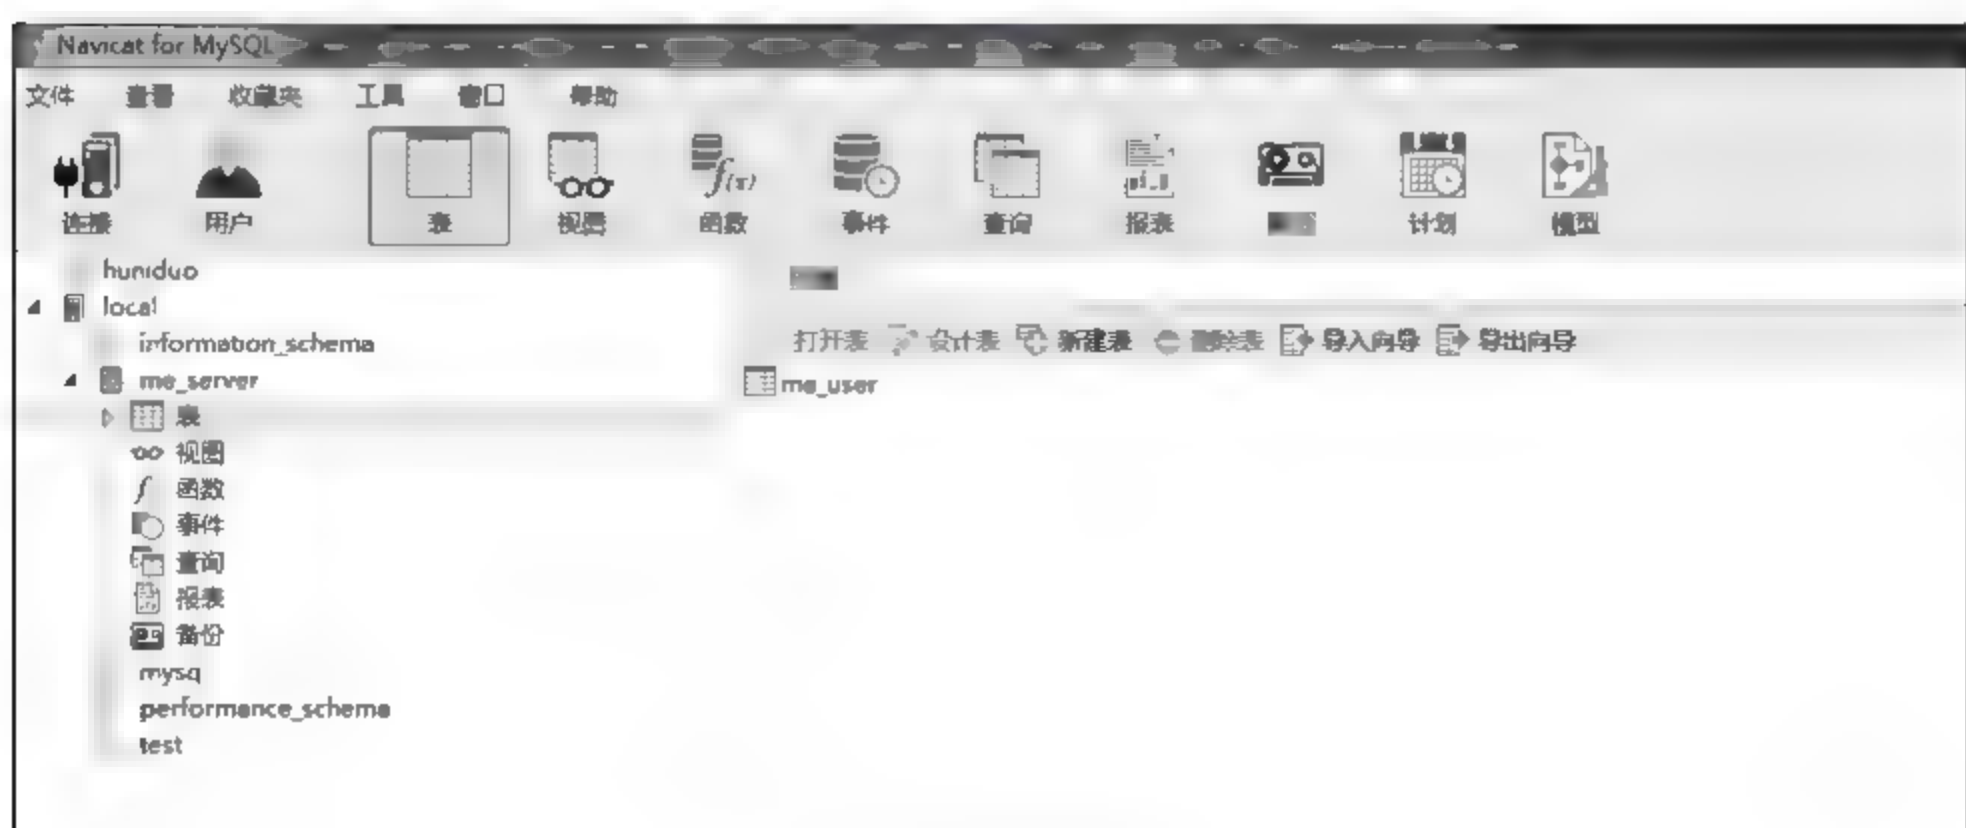 Navicat for MySQL
文件 查看 收藏夹 工具 窗口 帮助
连接 用户 表 视图 函数 事件 查询 报表 计划 模型
huniduo
local
information_schema
打开表 设计表 新建表 删除表 导入向导 导出向导
me_server
me_user
表
视图
函数
事件
查询
报表
备份
mysq
performance_schema
test